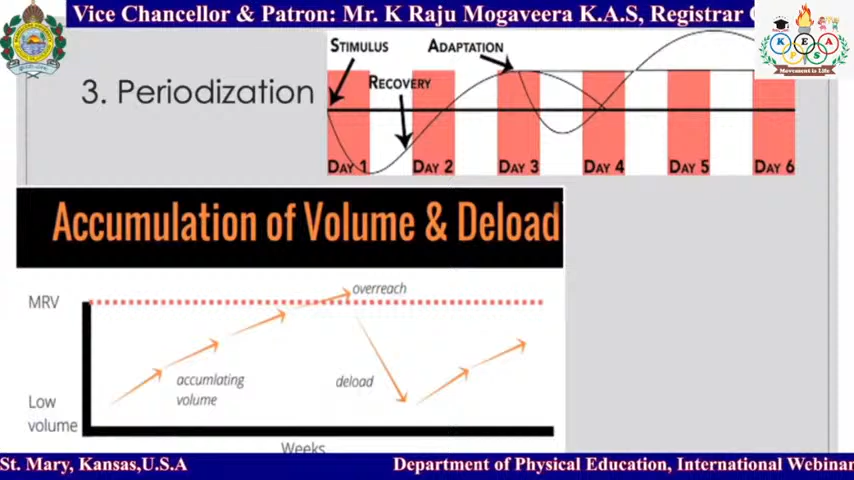 Vice Chancellor & Patron: Mr. K Raju Mogaveera K.A.S, Registrar
K E A
P S
Movement is Life
3. Periodization
STIMULUS
ADAPTATION
RECOVERY
DAY 1 DAY 2 DAY 3 DAY 4 DAY 5 DAY 6
Accumulation of Volume & Deload
MRV
overreach
accumlating
volume
deload
Low
volume
Weeks
St. Mary, Kansas,U.S.A Department of Physical Education, International Webinar